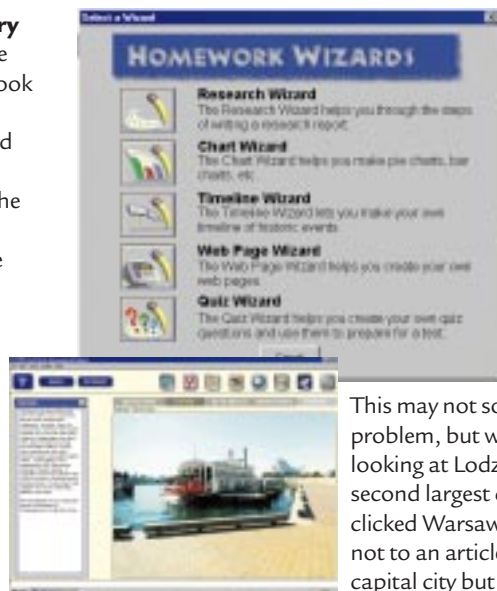 ry
e
ook
d
he
e
Select a Wizard
HOMEWORK WIZARDS
Research Wizard
The Research Wizard helps you through the steps
of writing a research report.
Chart Wizard
The Chart Wizard helps you make pie charts, bar
charts, etc.
Timeline Wizard
The Timeline Wizard lets you make your own
timeline of historic events.
Web Page Wizard
The Web Page Wizard helps you create your own
web pages.
Quiz Wizard
The Quiz Wizard helps you create your own quiz
questions and use them to prepare for a test.
This may not so
problem, but w
looking at Lodz
second largest c
clicked Warsaw
not to an article
capital city but